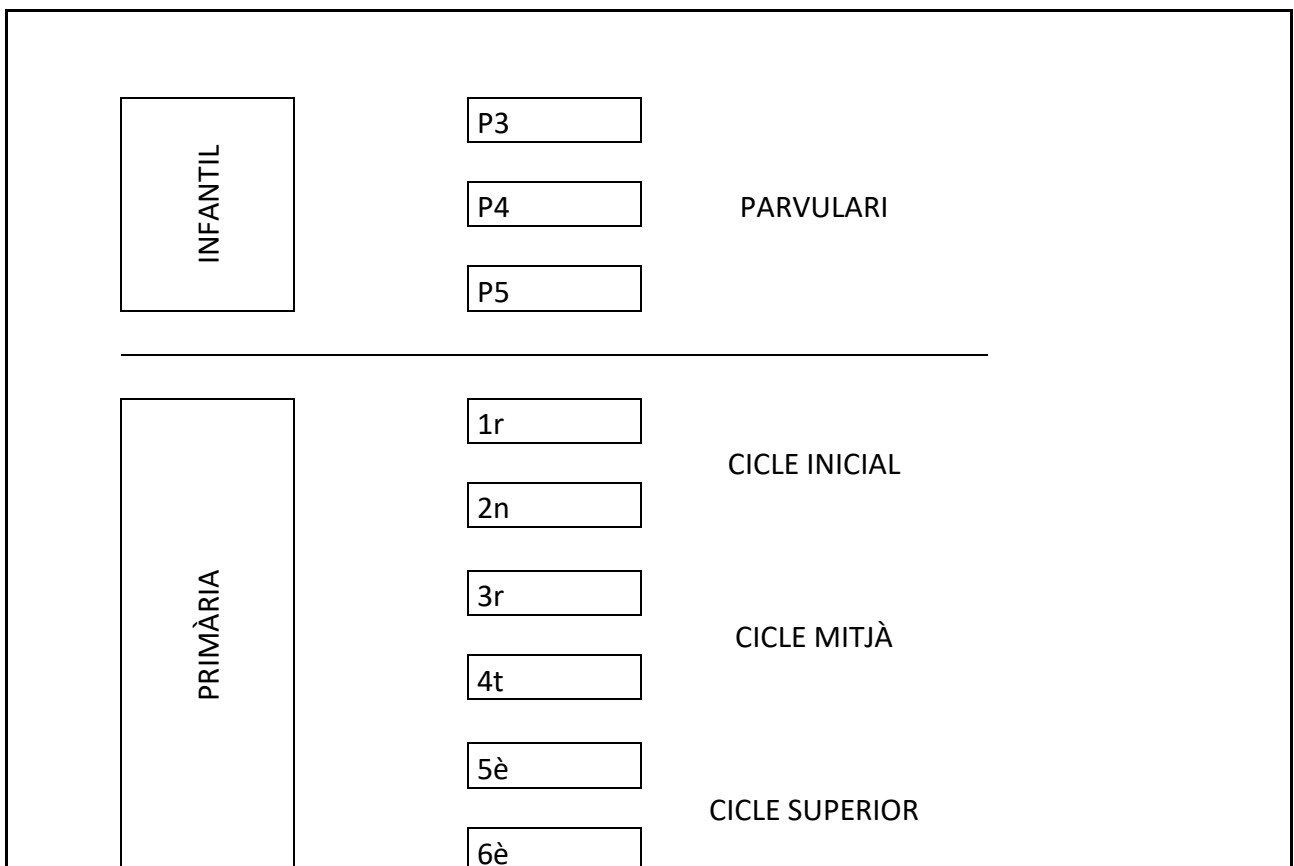 INFANTIL
P3
P4
P5
PARVULARI
PRIMÀRIA
1r
2n
CICLE INICIAL
3r
4t
CICLE MITJÀ
5è
6è
CICLE SUPERIOR